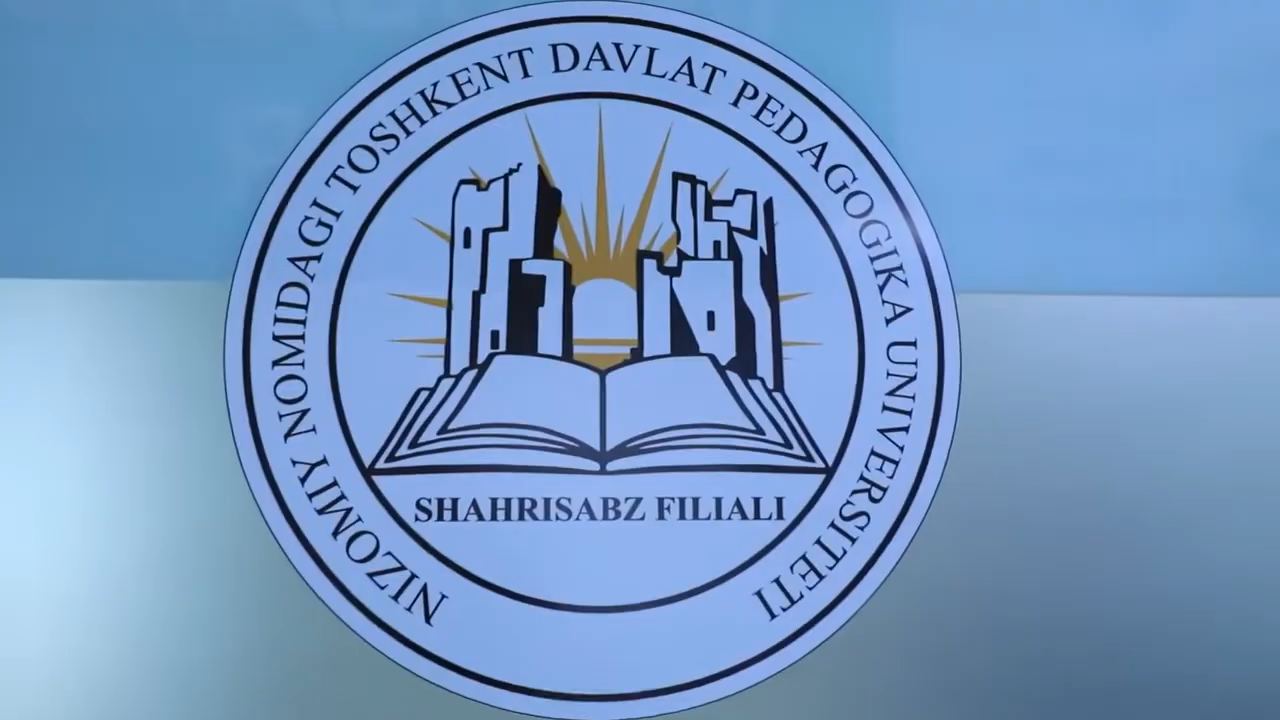 NIZOMIY NOMIDAGI TOSHKENT DAVLAT PEDAGOGIKA UNIVERSITETI
SHAHRISABZ FILIALI